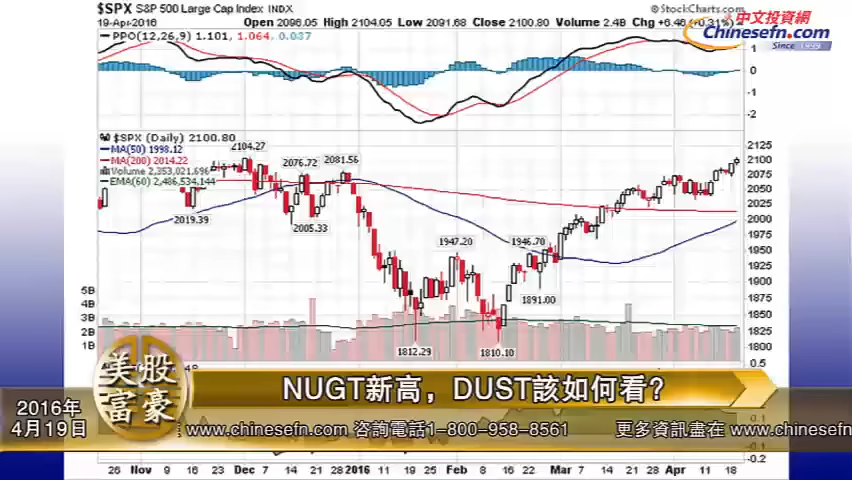 $SPX S&P 500 Large Cap Index INDX
© StockCharts.com
19-Apr-2016
Open 2096.05 High 2104.05 Low 2091.68 Close 2100.80 Volume 2.4B Chg +6.46 (+0.31%)
中文投資網
Chinesefn.com
Since 1999
PPO(12,26,9) 1.101, 1.064, 0.037
1
0
-1
-2
$SPX (Daily) 2100.80
MA(50) 1998.12
MA(200) 2014.22
Volume 2,353,021,696
EMA(60) 2,486,534,144
2104.27
2076.72
2081.56
2019.39
2005.33
1947.20
1946.70
1891.00
1812.29
1810.10
2125
2100
2075
2050
2025
2000
1975
1950
1925
1900
1875
1850
1825
1800
5B
4B
3B
2B
1B
0.5
美股
富豪
NUGT新高，DUST該如何看?
2016年
4月19日
www.chinesefn.com 咨詢電話1-800-958-8561 更多資訊盡在 www.chinesefn
-0.1
-0.2
26 Nov 9 16 23 Dec 7 14 21 28 2016 11 19 25 Feb 8 16 22 Mar 7 14 21 28 Apr 11 18